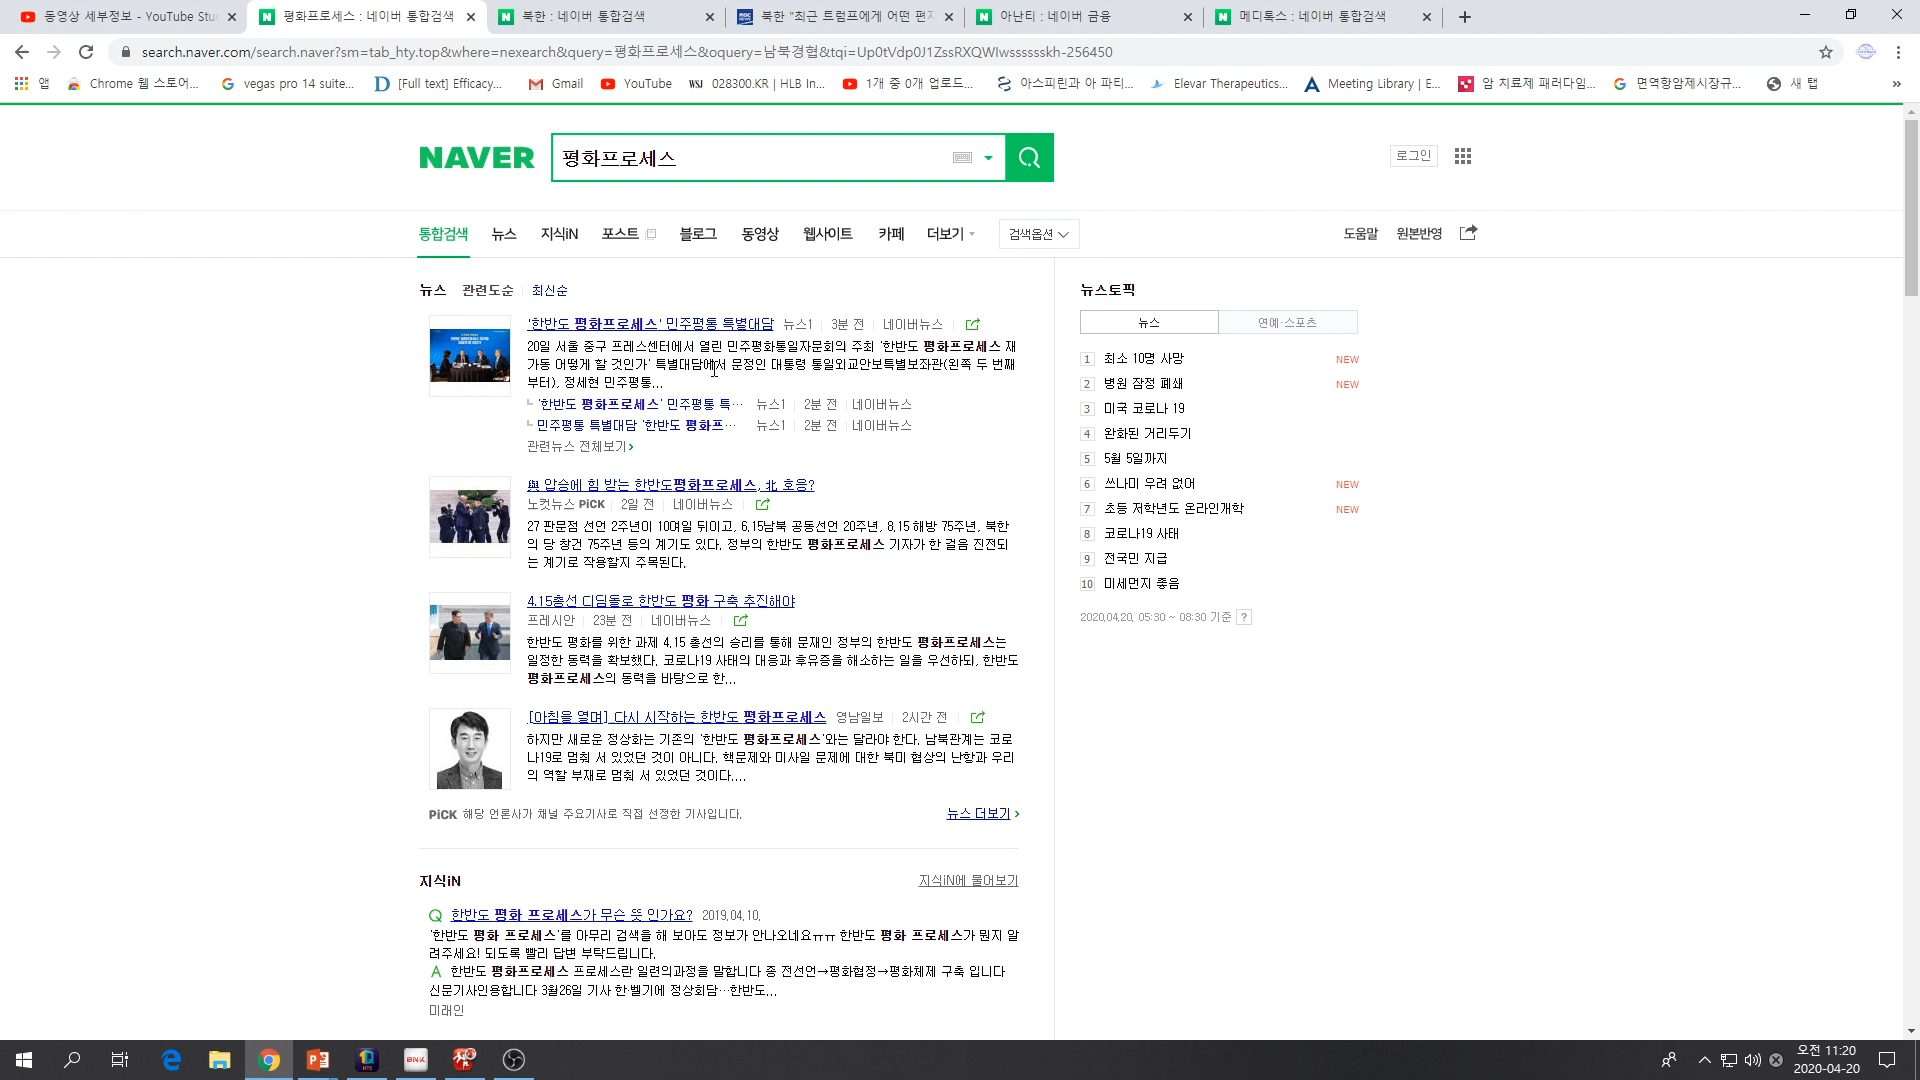 동영상 세부정보 - YouTube Stu
평화프로세스 : 네이버 통합검색
북한 : 네이버 통합검색
북한 "최근 트럼프에게 어떤 편지
아난티 : 네이버 금융
메디톡스 : 네이버 통합검색
search.naver.com/search.naver?sm=tab_hty.top&where=nexearch&query=평화프로세스&oquery=남북경협&tqi=Up0tVdp0J1ZssRXQWIwssssssskh-256450
앱 Chrome 웹 스토어... vegas pro 14 suite... [Full text] Efficacy... Gmail YouTube WSJ 028300.KR | HLB In... 1개 중 0개 업로드... 아스피린과 아 파티... Elevar Therapeutics... Meeting Library | E... 암 치료제 패러다임... 면역항암제시장규... 새 탭 »
NAVER 평화프로세스
로그인
통합검색 뉴스 지식iN 포스트 블로그 동영상 웹사이트 카페 더보기 검색옵션
도움말 원본반영
뉴스 관련도순 최신순
'한반도 평화프로세스' 민주평통 특별대담 뉴스1 3분 전 네이버뉴스
20일 서울 중구 프레스센터에서 열린 민주평화통일자문회의 주최 '한반도 평화프로세스 재
가동 어떻게 할 것인가' 특별대담에서 문정인 대통령 통일외교안보특별보좌관(왼쪽 두 번째
부터), 정세현 민주평통...
'한반도 평화프로세스' 민주평통 특… 뉴스1 2분 전 네이버뉴스
민주평통 특별대담 '한반도 평화프… 뉴스1 2분 전 네이버뉴스
관련뉴스 전체보기
與 압승에 힘 받는 한반도평화프로세스, 北 호응?
노컷뉴스 PiCK 2일 전 네이버뉴스
27 판문점 선언 2주년이 10여일 뒤이고, 6.15남북 공동선언 20주년, 8.15 해방 75주년, 북한
의 당 창건 75주년 등의 계기도 있다. 정부의 한반도 평화프로세스 기자가 한 걸음 진전되
는 계기로 작용할지 주목된다.
4.15총선 디딤돌로 한반도 평화 구축 추진해야
프레시안 23분 전 네이버뉴스
한반도 평화를 위한 과제 4.15 총선의 승리를 통해 문재인 정부의 한반도 평화프로세스는
일정한 동력을 확보했다. 코로나19 사태의 대응과 후유증을 해소하는 일을 우선하되, 한반도
평화프로세스의 동력을 바탕으로 한...
[아침을 열며] 다시 시작하는 한반도 평화프로세스 영남일보 2시간 전
하지만 새로운 정상화는 기존의 '한반도 평화프로세스'와는 달라야 한다. 남북관계는 코로
나19로 멈춰 서 있었던 것이 아니다. 핵문제와 미사일 문제에 대한 북미 협상의 난항과 우리
의 역할 부재로 멈춰 서 있었던 것이다....
PiCK 해당 언론사가 채널 주요기사로 직접 선정한 기사입니다.
뉴스 더보기
지식iN
지식iN에 물어보기
Q 한반도 평화 프로세스가 무슨 뜻 인가요? 2019.04.10.
'한반도 평화 프로세스'를 아무리 검색을 해 보아도 정보가 안나오네요ㅠㅠ 한반도 평화 프로세스가 뭔지 알
려주세요! 되도록 빨리 답변 부탁드립니다.
A 한반도 평화프로세스 프로세스란 일련의과정을 말합니다 종 전선언→평화협정→평화체제 구축 입니다
신문기사인용합니다 3월26일 기사 한·벨기에 정상회담…한반도...
미래인
뉴스토픽
뉴스 연예·스포츠
1 최소 10명 사망 NEW
2 병원 잠정 폐쇄 NEW
3 미국 코로나 19
4 완화된 거리두기
5 5월 5일까지
6 쓰나미 우려 없어 NEW
7 초등 저학년도 온라인개학 NEW
8 코로나19 사태
9 전국민 지급
10 미세먼지 좋음
2020.04.20. 05:30 ~ 08:30 기준 ?
HTS
BNK
오전 11:20
2020-04-20